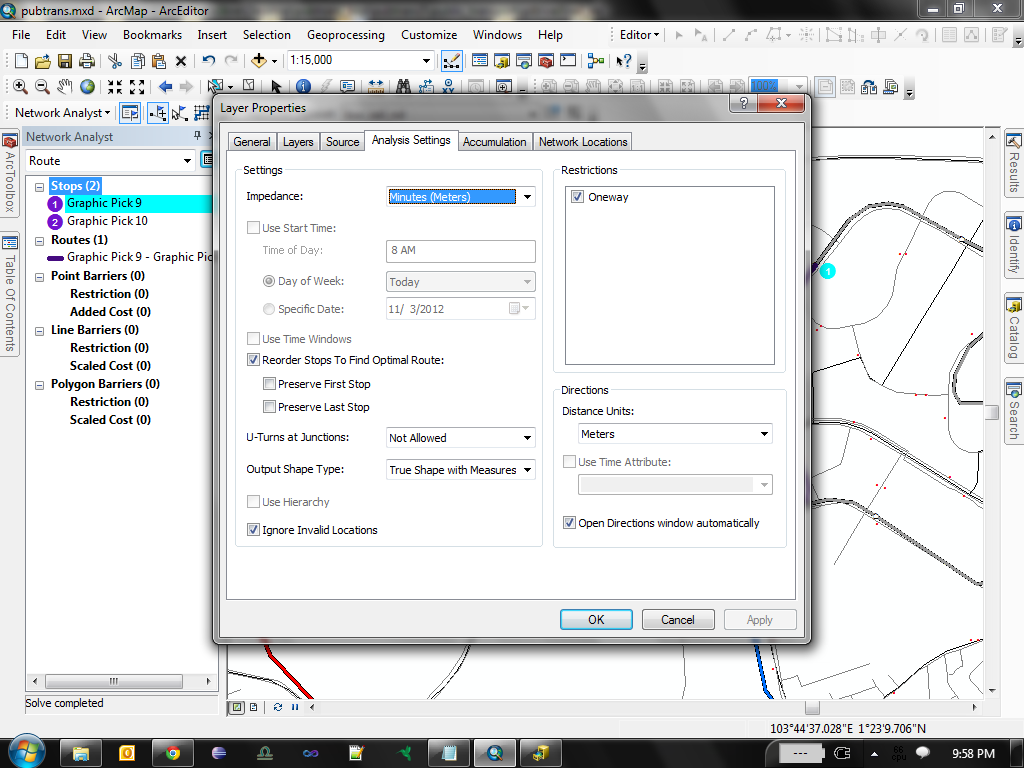 pubtrans.mxd - ArcMap - ArcEditor
File Edit View Bookmarks Insert Selection Geoprocessing Customize Windows Help Editor
1:15,000
100%
Network Analyst
Layer Properties
Network Analyst
Route
ArcToolbox
Table Of Contents
Stops (2)
1 Graphic Pick 9
2 Graphic Pick 10
Routes (1)
Graphic Pick 9 - Graphic Pic
Point Barriers (0)
Restriction (0)
Added Cost (0)
Line Barriers (0)
Restriction (0)
Scaled Cost (0)
Polygon Barriers (0)
Restriction (0)
Scaled Cost (0)
Solve completed
General Layers Source Analysis Settings Accumulation Network Locations
Settings
Impedance: Minutes (Meters)
Use Start Time:
Time of Day: 8 AM
Day of Week: Today
Specific Date: 11/ 3/2012
Use Time Windows
Reorder Stops To Find Optimal Route:
Preserve First Stop
Preserve Last Stop
U-Turns at Junctions: Not Allowed
Output Shape Type: True Shape with Measures
Use Hierarchy
Ignore Invalid Locations
Restrictions
Oneway
Directions
Distance Units:
Meters
Use Time Attribute:
Open Directions window automatically
OK Cancel Apply
1
Results
Identify
Catalog
Search
103°44'37.028"E 1°23'9.706"N
---
66
cpu
9:58 PM